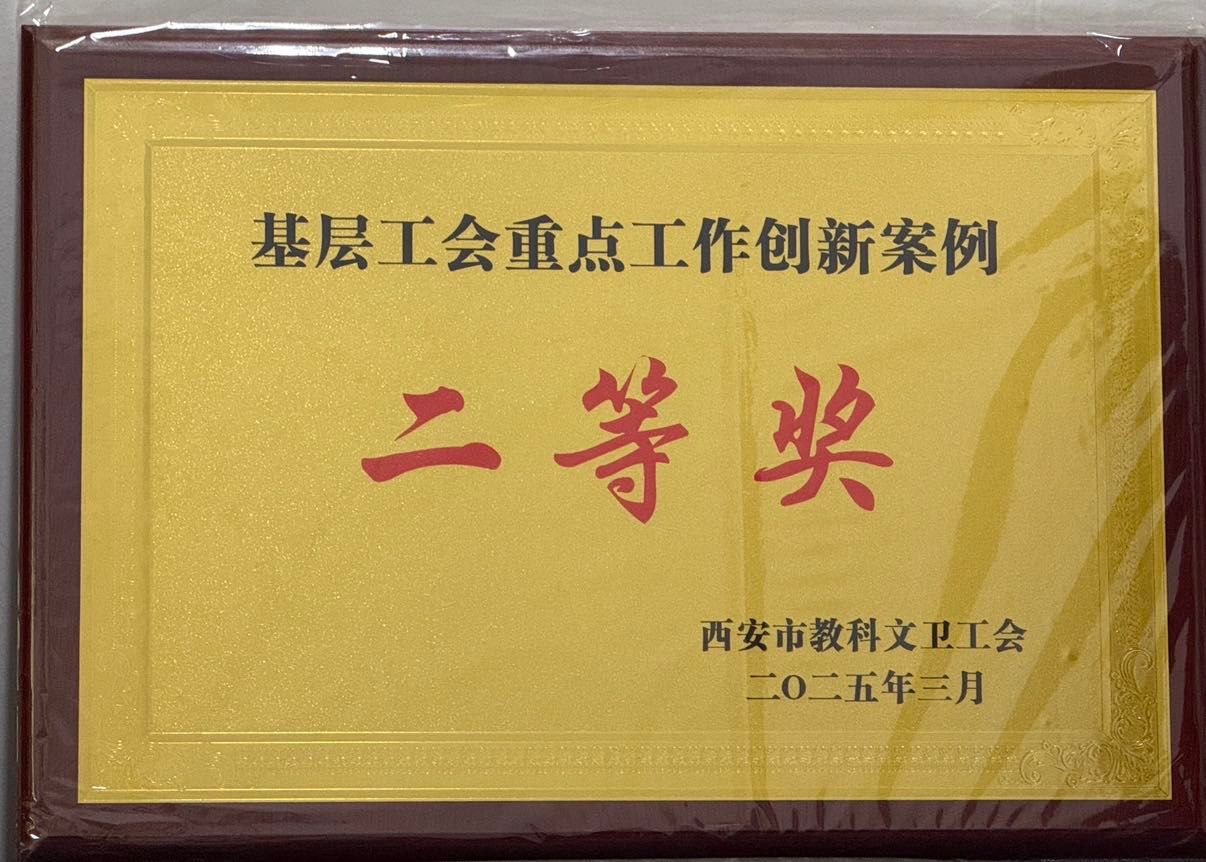 基层工会重点工作创新案例
二等奖
西安市教科文卫工会
二〇二五年三月